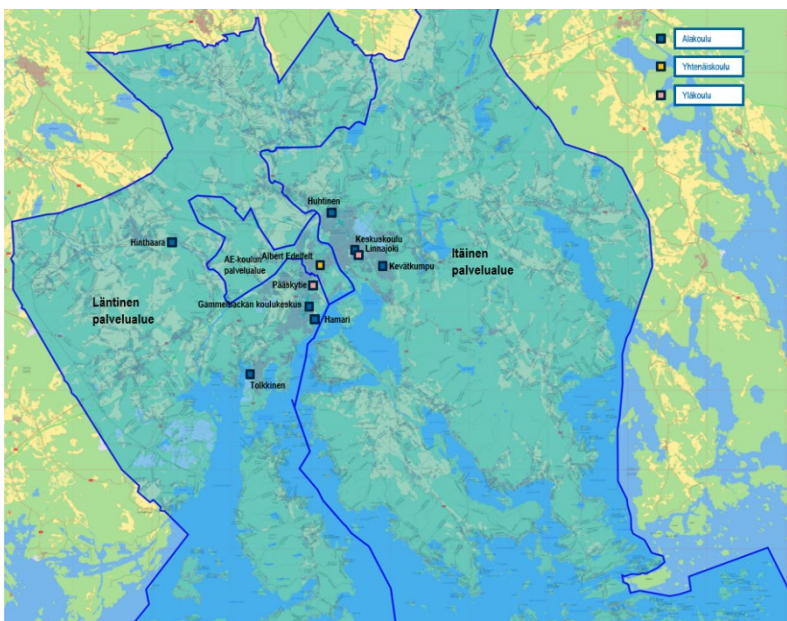 Alakoulu
Yhtenäiskoulu
Yläkoulu
Huhtinen
Hinthaara
Keskuskoulu
Linnajoki
Itäinen
palvelualue
AE-koulun
palvelualue
Albert Edelfelt
Kevätkumpu
Pääskytie
Läntinen
palvelualue
Gammelbackan koulukeskus
Hamari
Tolkkinen